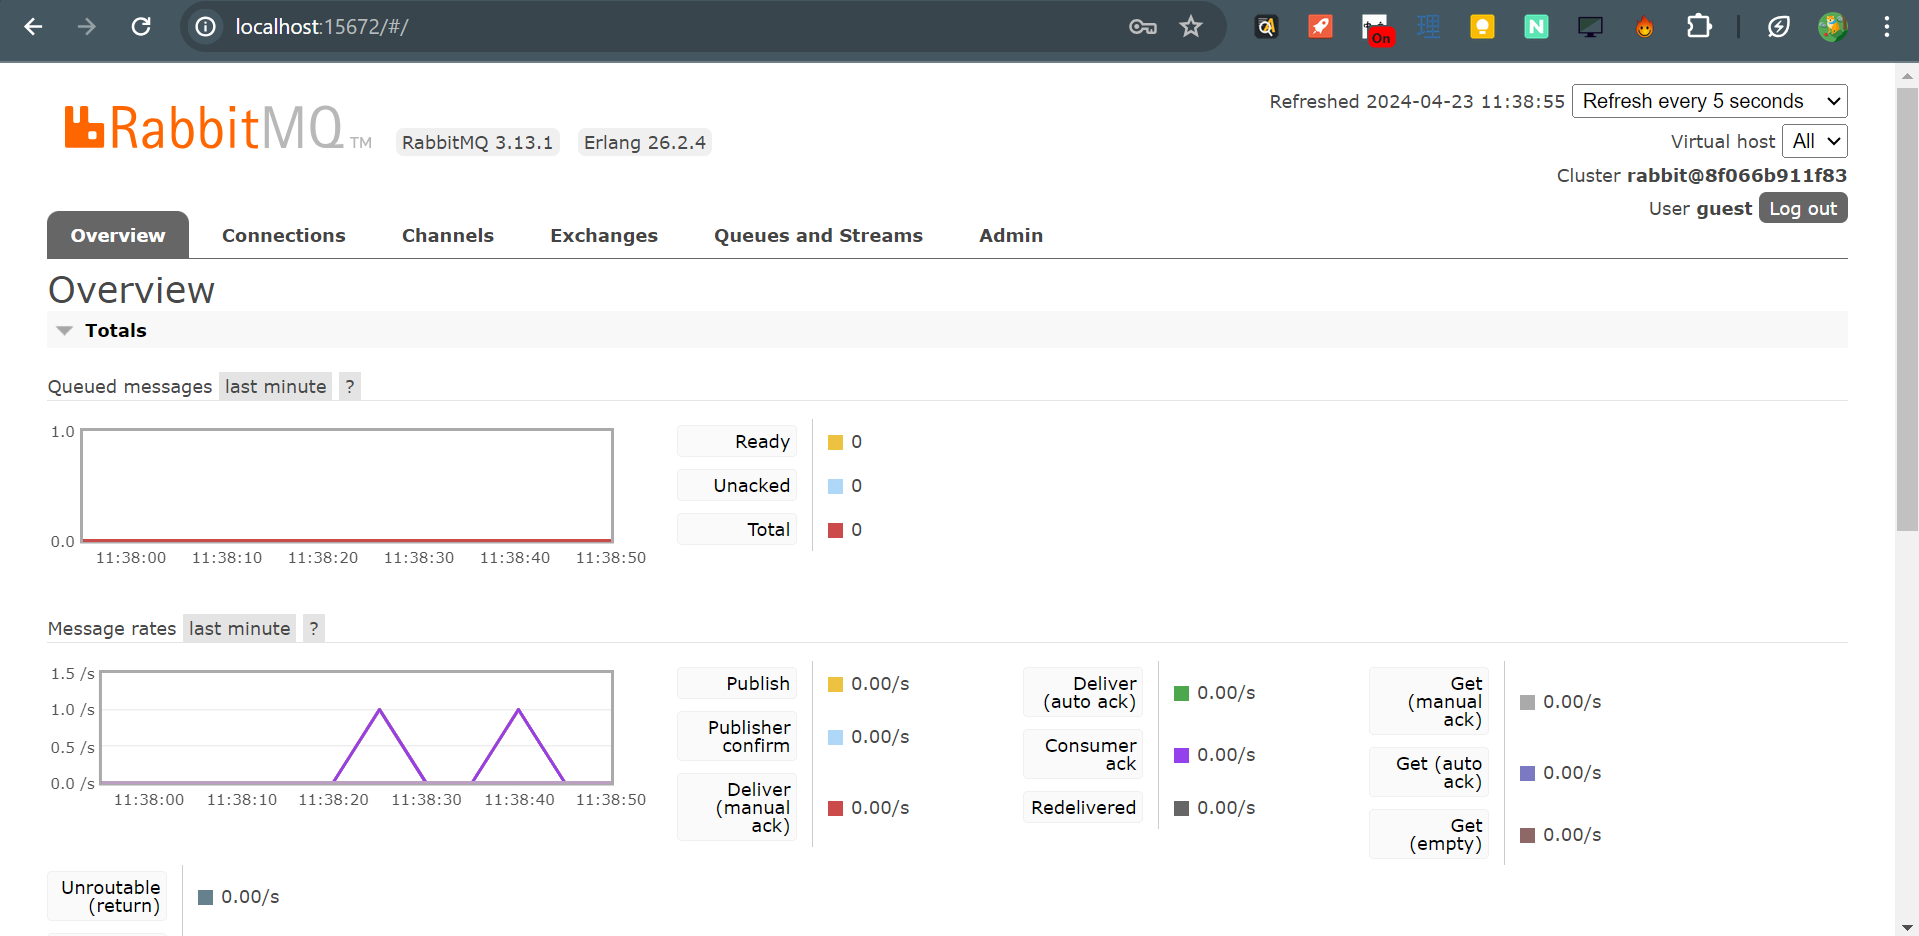 localhost:15672/#/
On
RabbitMQ TM
RabbitMQ 3.13.1
Erlang 26.2.4
Refreshed 2024-04-23 11:38:55
Refresh every 5 seconds
Virtual host
All
Cluster rabbit@8f066b911f83
User guest
Log out
Overview
Connections
Channels
Exchanges
Queues and Streams
Admin
Overview
Totals
Queued messages last minute ?
1.0
0.0
11:38:00 11:38:10 11:38:20 11:38:30 11:38:40 11:38:50
Ready 0
Unacked 0
Total 0
Message rates last minute ?
1.5 /s
1.0 /s
0.5 /s
0.0 /s
11:38:00 11:38:10 11:38:20 11:38:30 11:38:40 11:38:50
Publish 0.00/s
Publisher
confirm 0.00/s
Deliver
(manual
ack) 0.00/s
Deliver
(auto ack) 0.00/s
Consumer
ack 0.00/s
Redelivered 0.00/s
Get
(manual
ack) 0.00/s
Get (auto
ack) 0.00/s
Get
(empty) 0.00/s
Unroutable
(return) 0.00/s